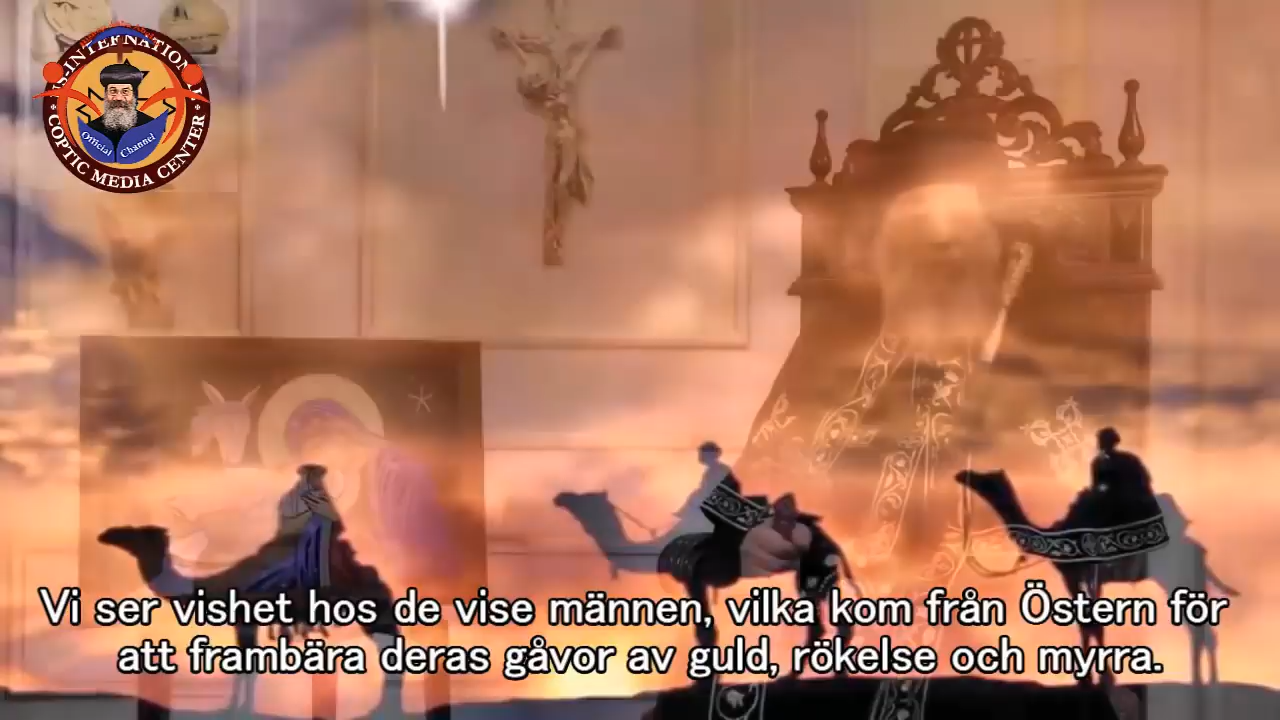 COPTIC MEDIA CENTER
Official Channel
Vi ser vishet hos de vise männen, vilka kom från Östern för
att frambära deras gåvor av guld, rökelse och myrra.